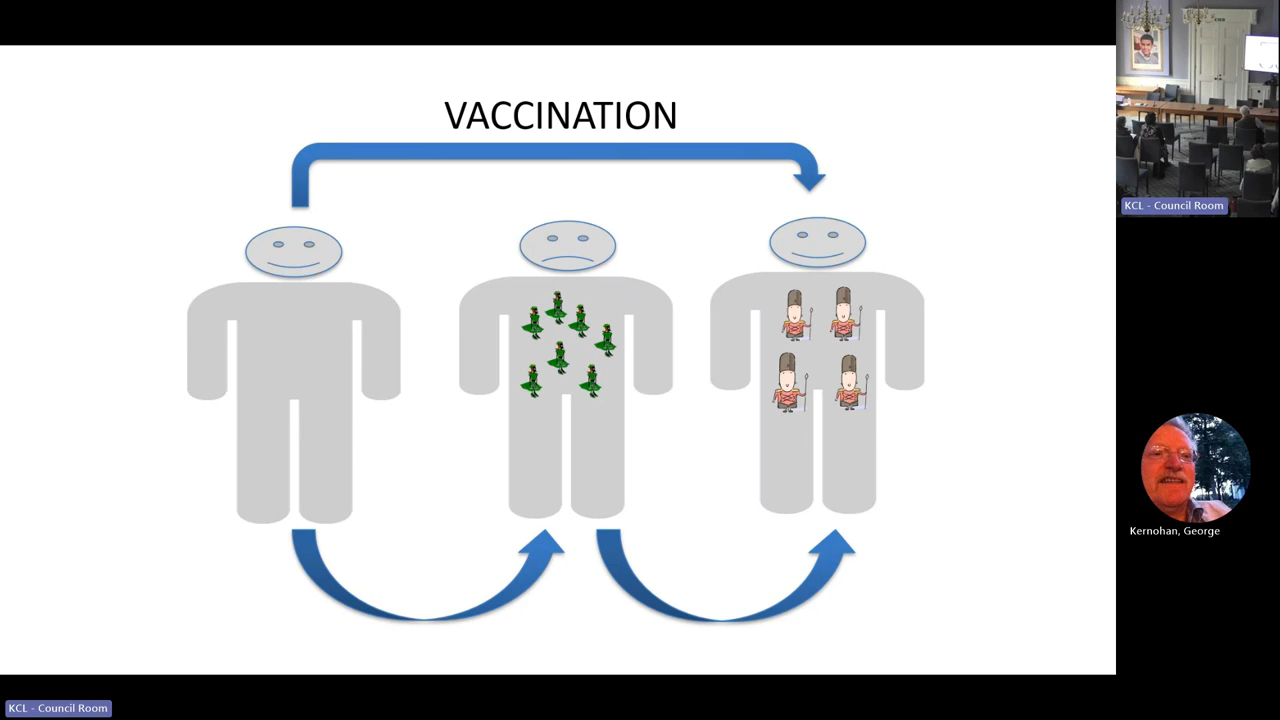 VACCINATION
KCL - Council Room
Kernohan, George
KCL - Council Room